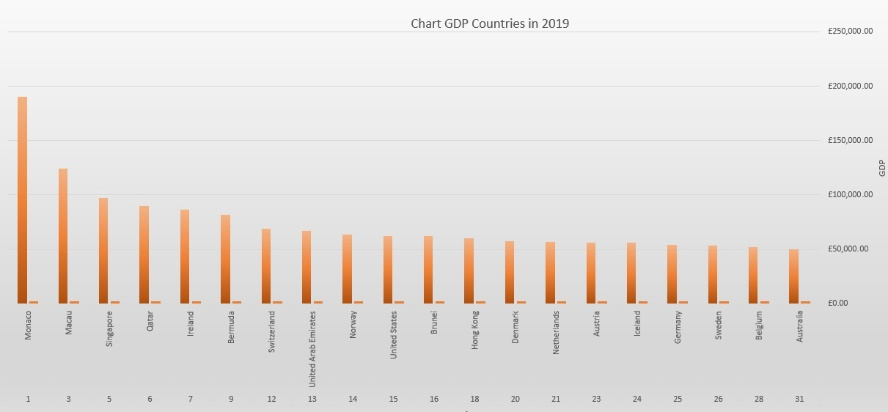 Chart GDP Countries in 2019
£250,000.00
£200,000.00
£150,000.00
£100,000.00
£50,000.00
£0.00
GDP
Monaco
Macau
Singapore
Qatar
Ireland
Bermuda
Switzerland
United Arab Emirates
Norway
United States
Brunei
Hong Kong
Denmark
Netherlands
Austria
Iceland
Germany
Sweden
Belgium
Australia
1 3 5 6 7 9 12 13 14 15 16 18 20 21 23 24 25 26 28 31